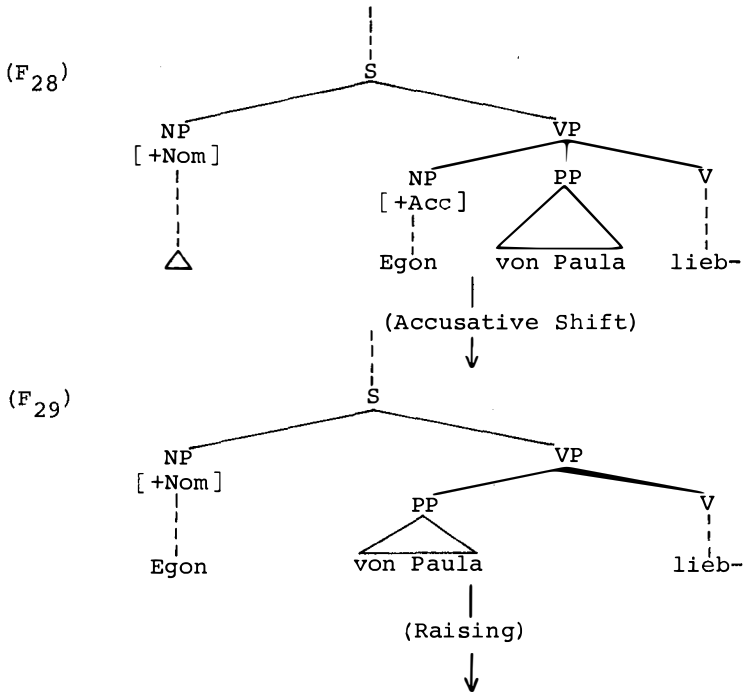 (F28)
S
NP VP
[+Nom]
NP PP V
[+Acc]
Egon von Paula lieb-
(Accusative Shift)
(F29)
S
NP VP
[+Nom]
PP V
Egon von Paula lieb-
(Raising)